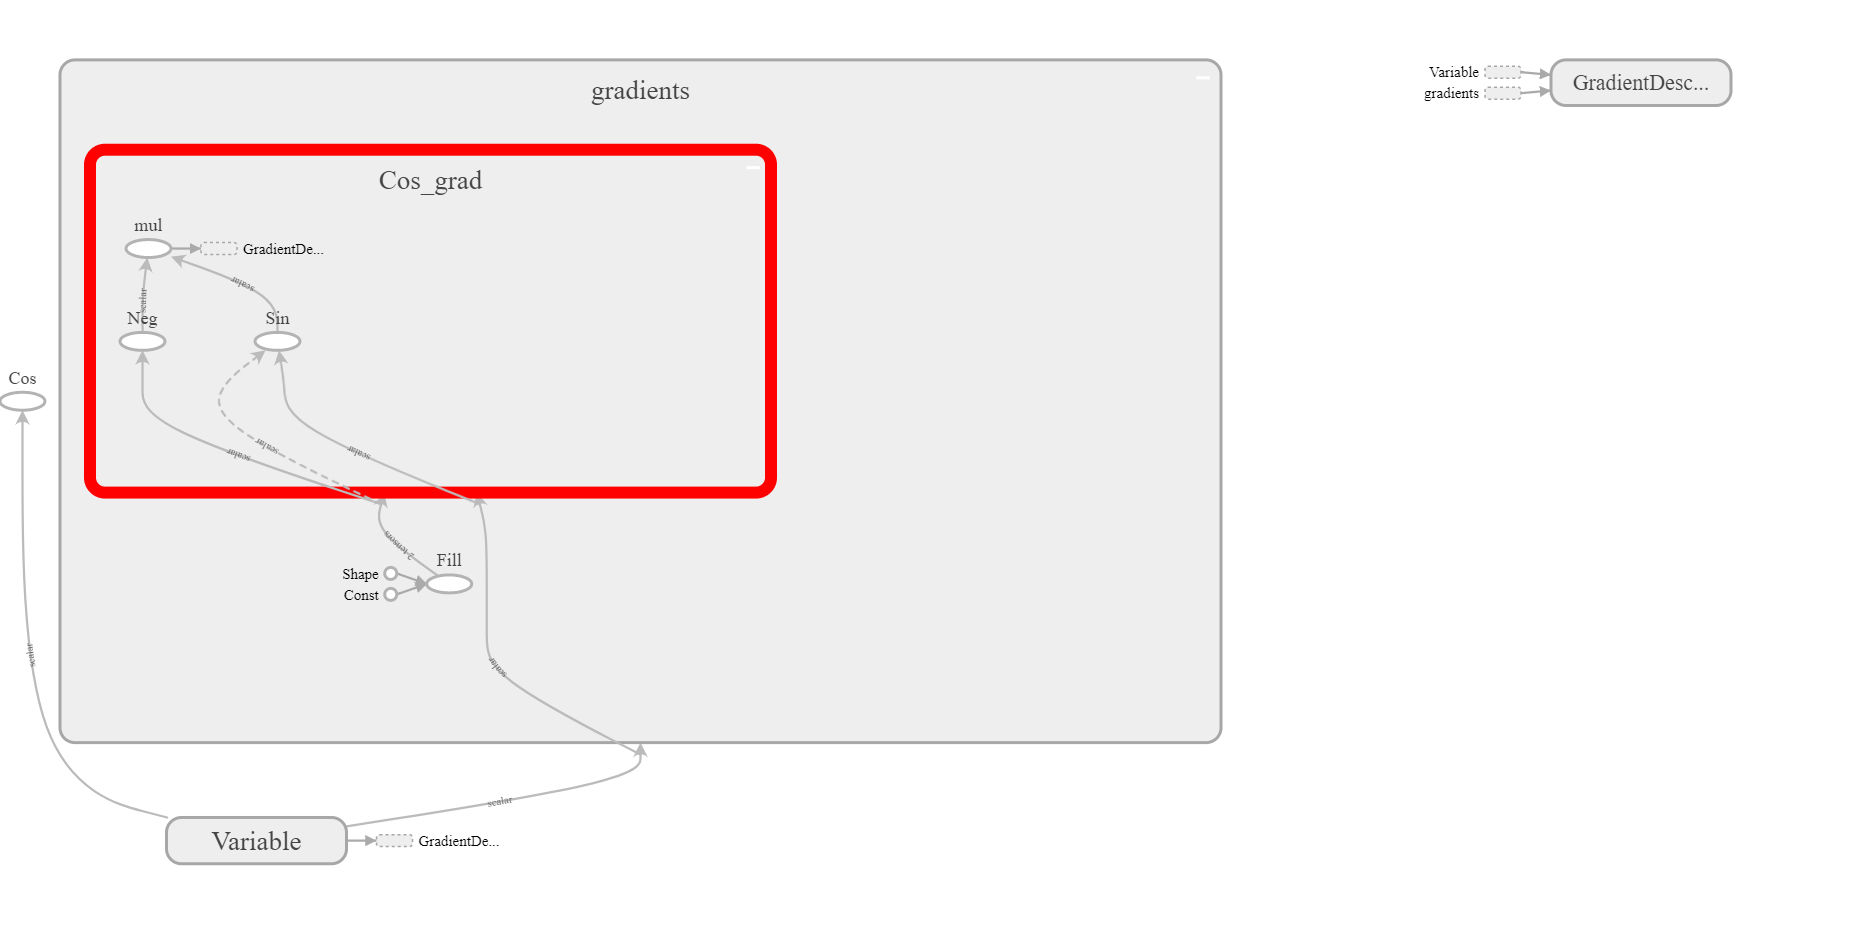 gradients
Variable
gradients
GradientDesc...
Cos_grad
mul
GradientDe...
scalar
scalar
Neg
Sin
Cos
scalar
scalar
scalar
2 tensors
Fill
Shape
Const
scalar
scalar
scalar
Variable
GradientDe...